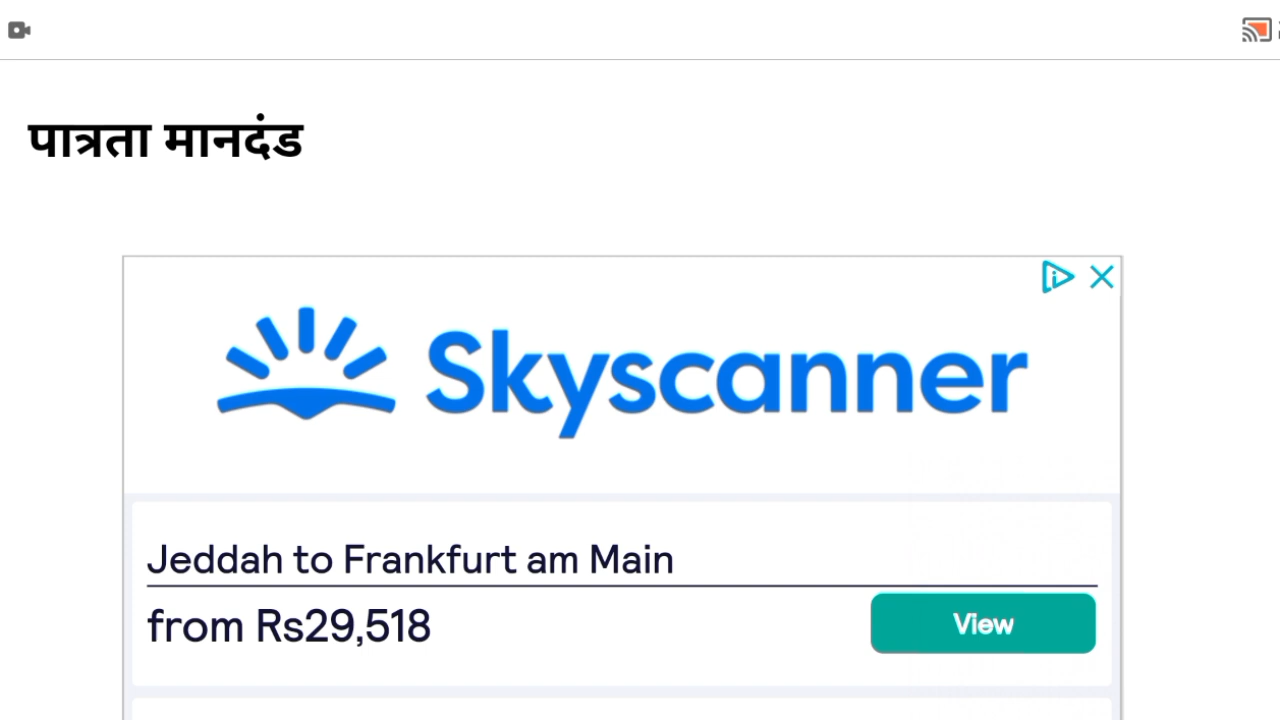 पात्रता मानदंड
Skyscanner
Jeddah to Frankfurt am Main
from Rs29,518
View